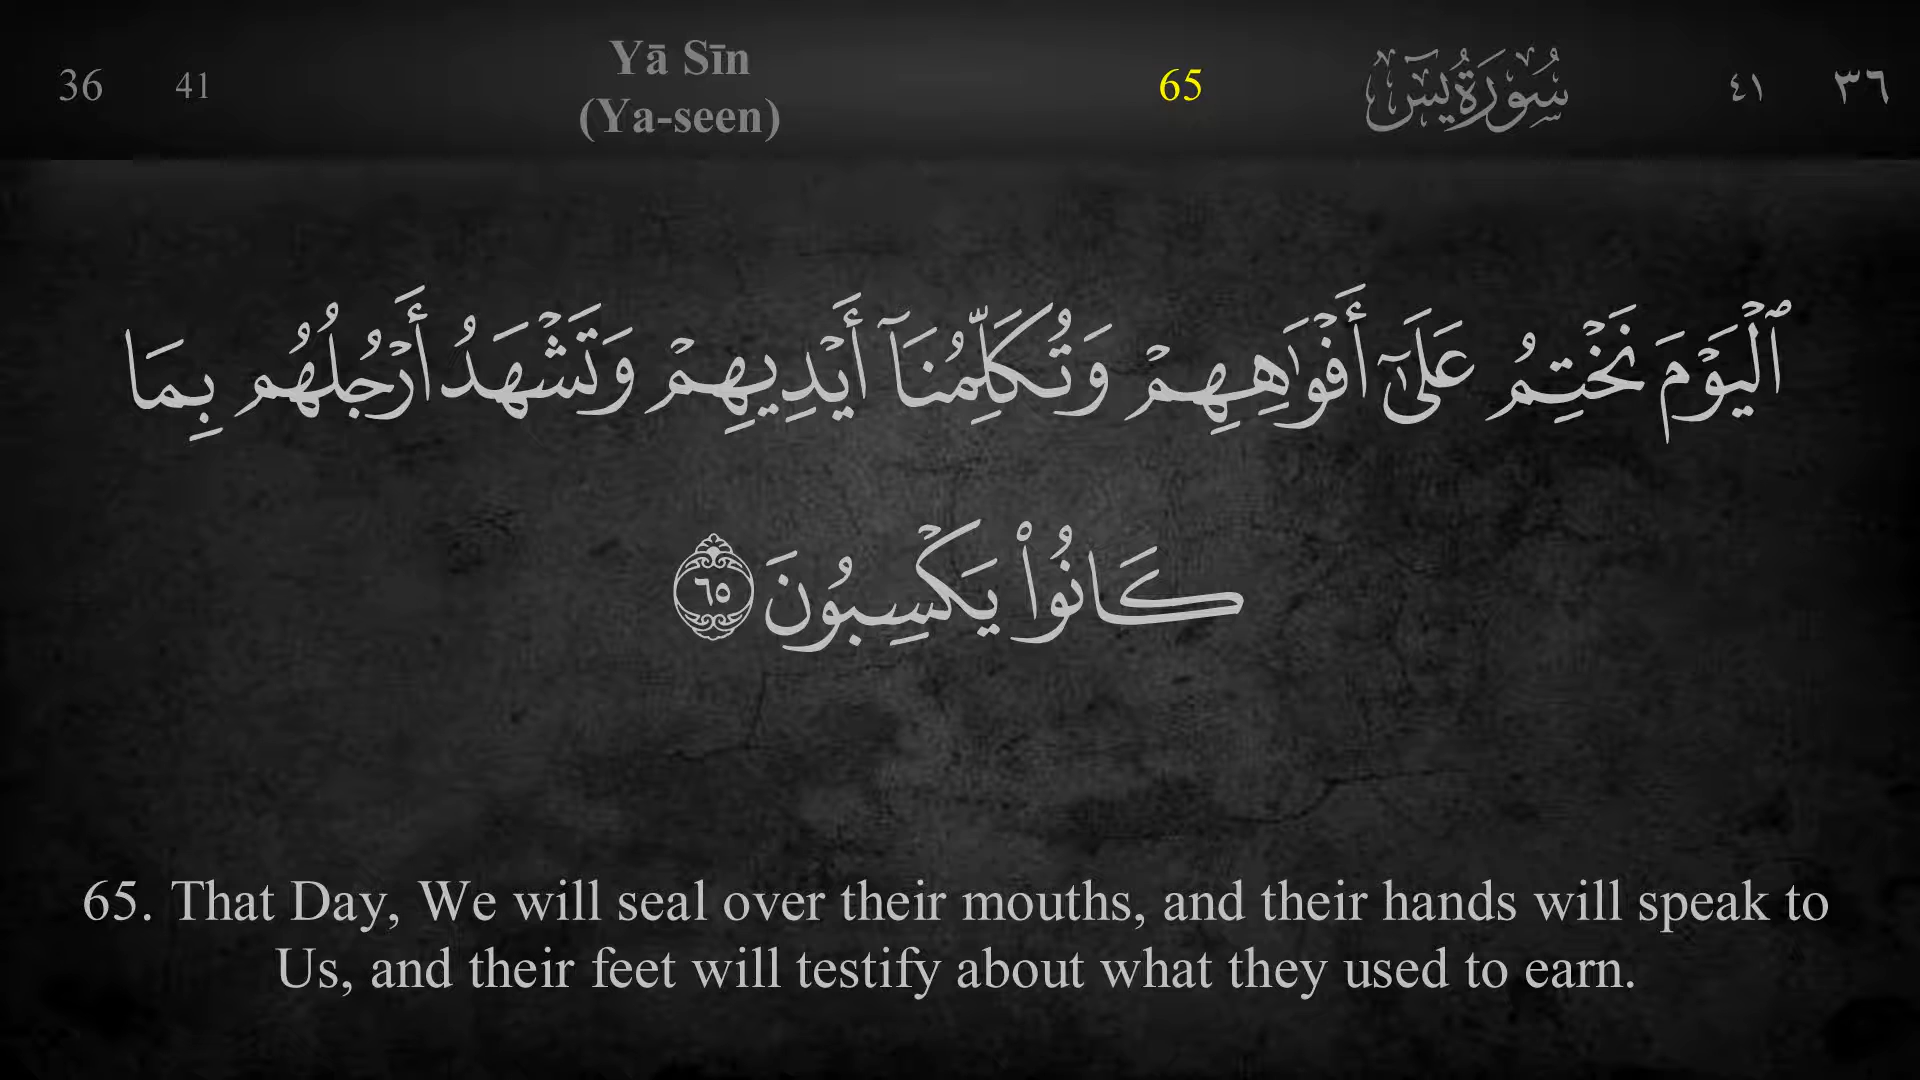 36 41 Yā Sīn 65 سُورَةُ يسٓ ٤١ ٣٦
(Ya-seen)
ٱلْيَوْمَ نَخْتِمُ عَلَىٰٓ أَفْوَٰهِهِمْ وَتُكَلِّمُنَآ أَيْدِيهِمْ وَتَشْهَدُ أَرْجُلُهُم بِمَا
كَانُوا۟ يَكْسِبُونَ ٦٥
65. That Day, We will seal over their mouths, and their hands will speak to
Us, and their feet will testify about what they used to earn.